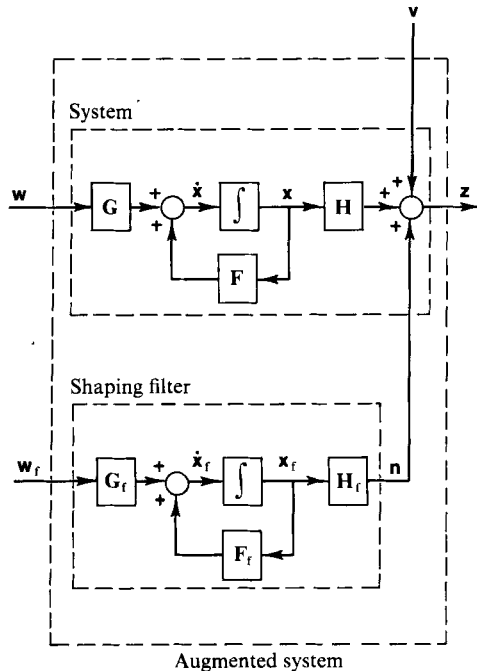 v
System
w
G
+
+
ẋ
∫
x
H
+
+
+
z
F
Shaping filter
w_f
G_f
+
+
ẋ_f
∫
x_f
H_f
n
F_f
Augmented system